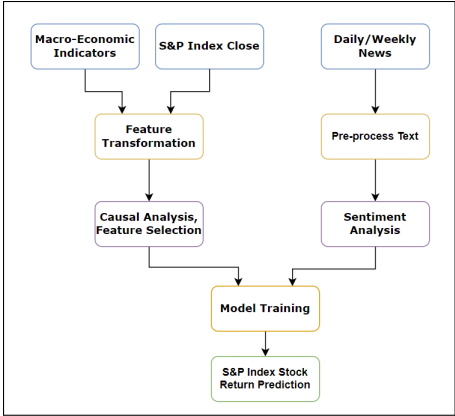 Macro-Economic
Indicators
S&P Index Close
Daily/Weekly
News
Feature
Transformation
Pre-process Text
Causal Analysis,
Feature Selection
Sentiment
Analysis
Model Training
S&P Index Stock
Return Prediction